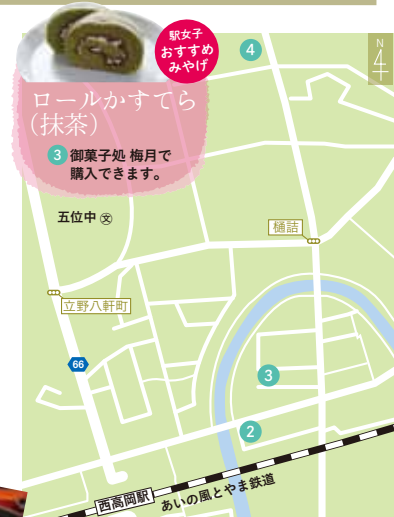 駅女子
おすすめ
みやげ
ロールかすてら
（抹茶）
3 御菓子処 梅月で
購入できます。
4
N
五位中 文
樋詰
立野八軒町
66
3
2
西高岡駅
あいの風とやま鉄道